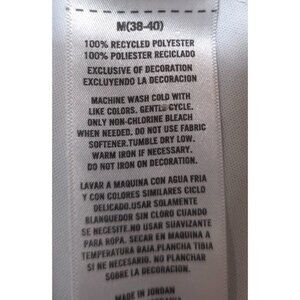 M(38-40)
100% RECYCLED POLYESTER
100% POLIESTER RECICLADO
EXCLUSIVE OF DECORATION
EXCLUYENDO LA DECORACION
MACHINE WASH COLD WITH
LIKE COLORS. GENTLE CYCLE.
ONLY NON-CHLORINE BLEACH
WHEN NEEDED. DO NOT USE FABRIC
SOFTENER.TUMBLE DRY LOW.
WARM IRON IF NECESSARY.
DO NOT IRON ON DECORATION.
LAVAR A MAQUINA CON AGUA FRIA
Y CON COLORES SIMILARES CICLO
DELICADO.USAR SOLAMENTE
BLANQUEDOR SIN CLORO CUANDO
SE NECESITE.NO USAR SUAVIZANTE
PARA ROPA. SECAR EN MAQUINA A
TEMPERATURA BAJA.PLANCHA TIBIA
SI ES NECESARIO. NO PLANCHAR
SOBRE LA DECORACION.
MADE IN JORDAN